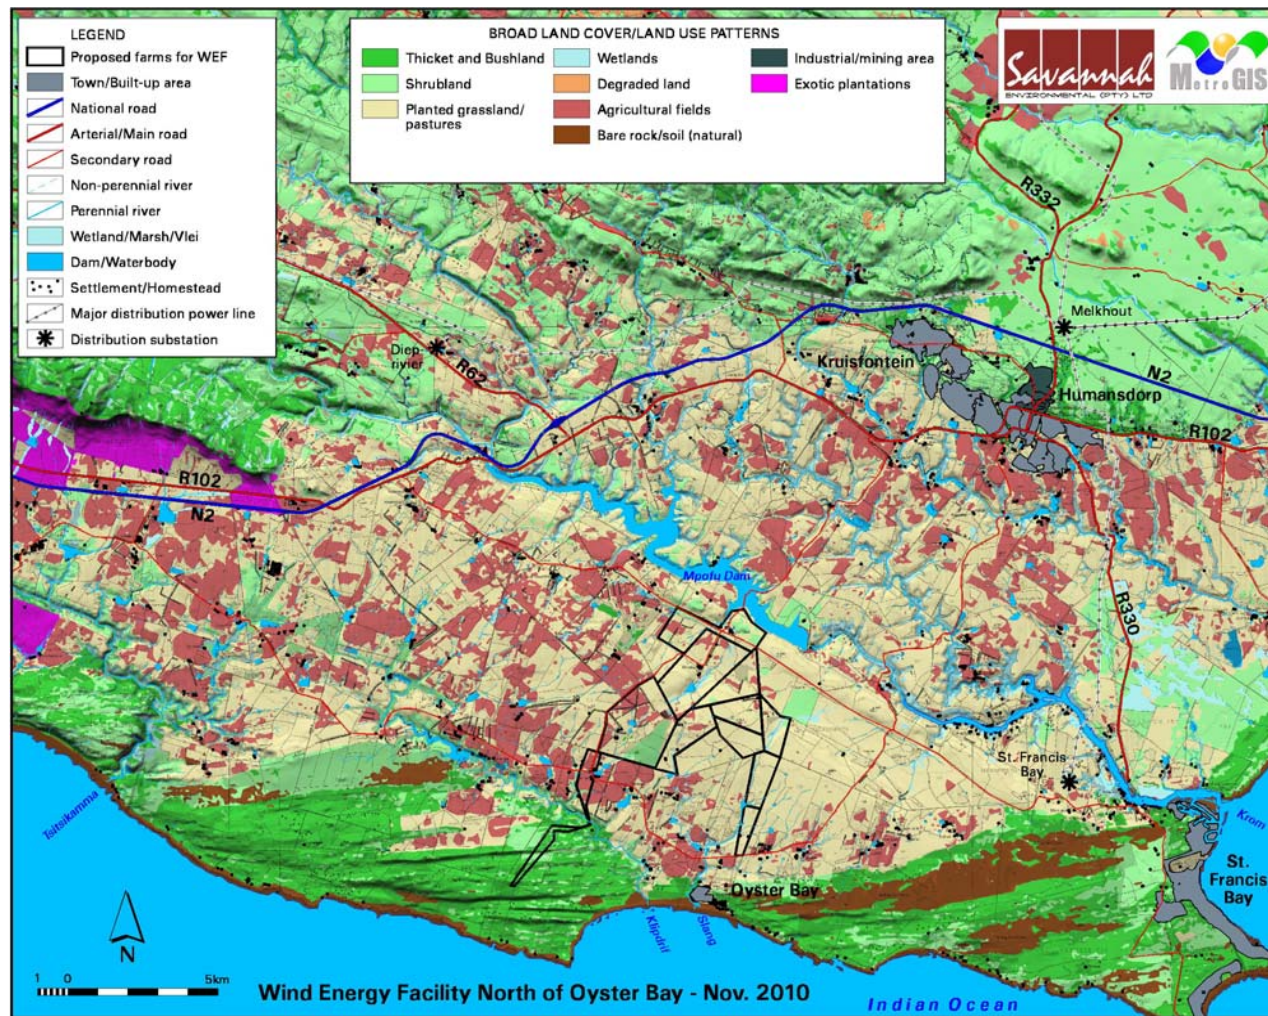 LEGEND
Proposed farms for WEF
Town/Built-up area
National road
Arterial/Main road
Secondary road
Non-perennial river
Perennial river
Wetland/Marsh/Vlei
Dam/Waterbody
Settlement/Homestead
Major distribution power line
Distribution substation
BROAD LAND COVER/LAND USE PATTERNS
Thicket and Bushland
Shrubland
Planted grassland/
pastures
Wetlands
Degraded land
Agricultural fields
Bare rock/soil (natural)
Industrial/mining area
Exotic plantations
Savannah
ENVIRONMENTAL (PTY) LTD
MetroGIS
R332
Melkhout
Diep-
rivier
R62
Kruisfontein
N2
Humansdorp
R102
R102
N2
Mpofu Dam
R330
St. Francis
Bay
Tsitsikamma
Krom
St.
Francis
Bay
Oyster Bay
Klipdrif
Slang
N
1 0 5km
Wind Energy Facility North of Oyster Bay - Nov. 2010
Indian Ocean